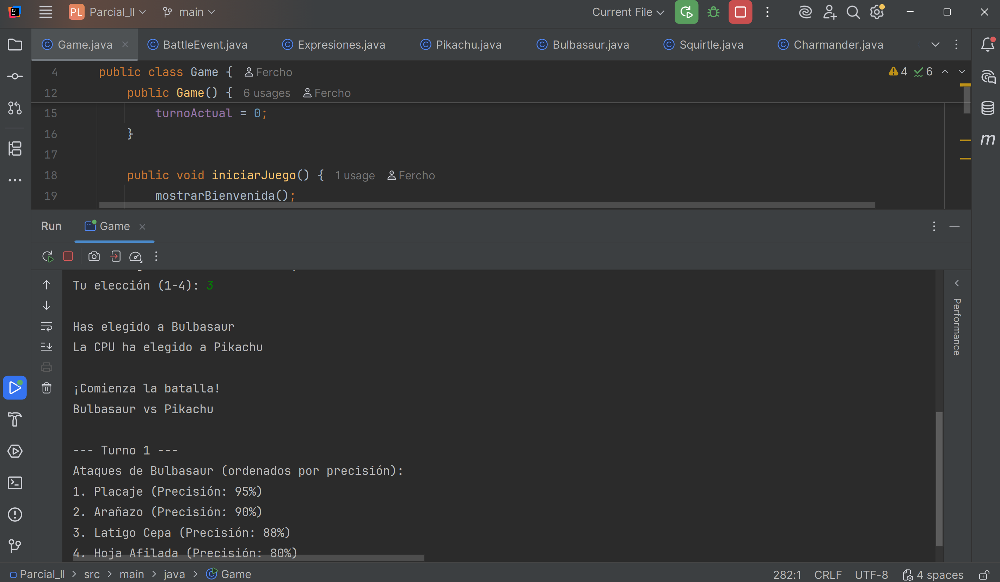 PL Parcial_II main Current File
Game.java BattleEvent.java Expresiones.java Pikachu.java Bulbasaur.java Squirtle.java Charmander.java
4 public class Game { Fercho 4 6
12 public Game() { 6 usages Fercho
15 turnoActual = 0;
16 }
17
18 public void iniciarJuego() { 1 usage Fercho
19 mostrarBienvenida();
Run Game
Tu elección (1-4): 3
Has elegido a Bulbasaur
La CPU ha elegido a Pikachu
¡Comienza la batalla!
Bulbasaur vs Pikachu
--- Turno 1 ---
Ataques de Bulbasaur (ordenados por precisión):
1. Placaje (Precisión: 95%)
2. Arañazo (Precisión: 90%)
3. Latigo Cepa (Precisión: 88%)
4. Hoja Afilada (Precisión: 80%)
Performance
Parcial_II > src > main > java > Game 282:1 CRLF UTF-8 4 spaces